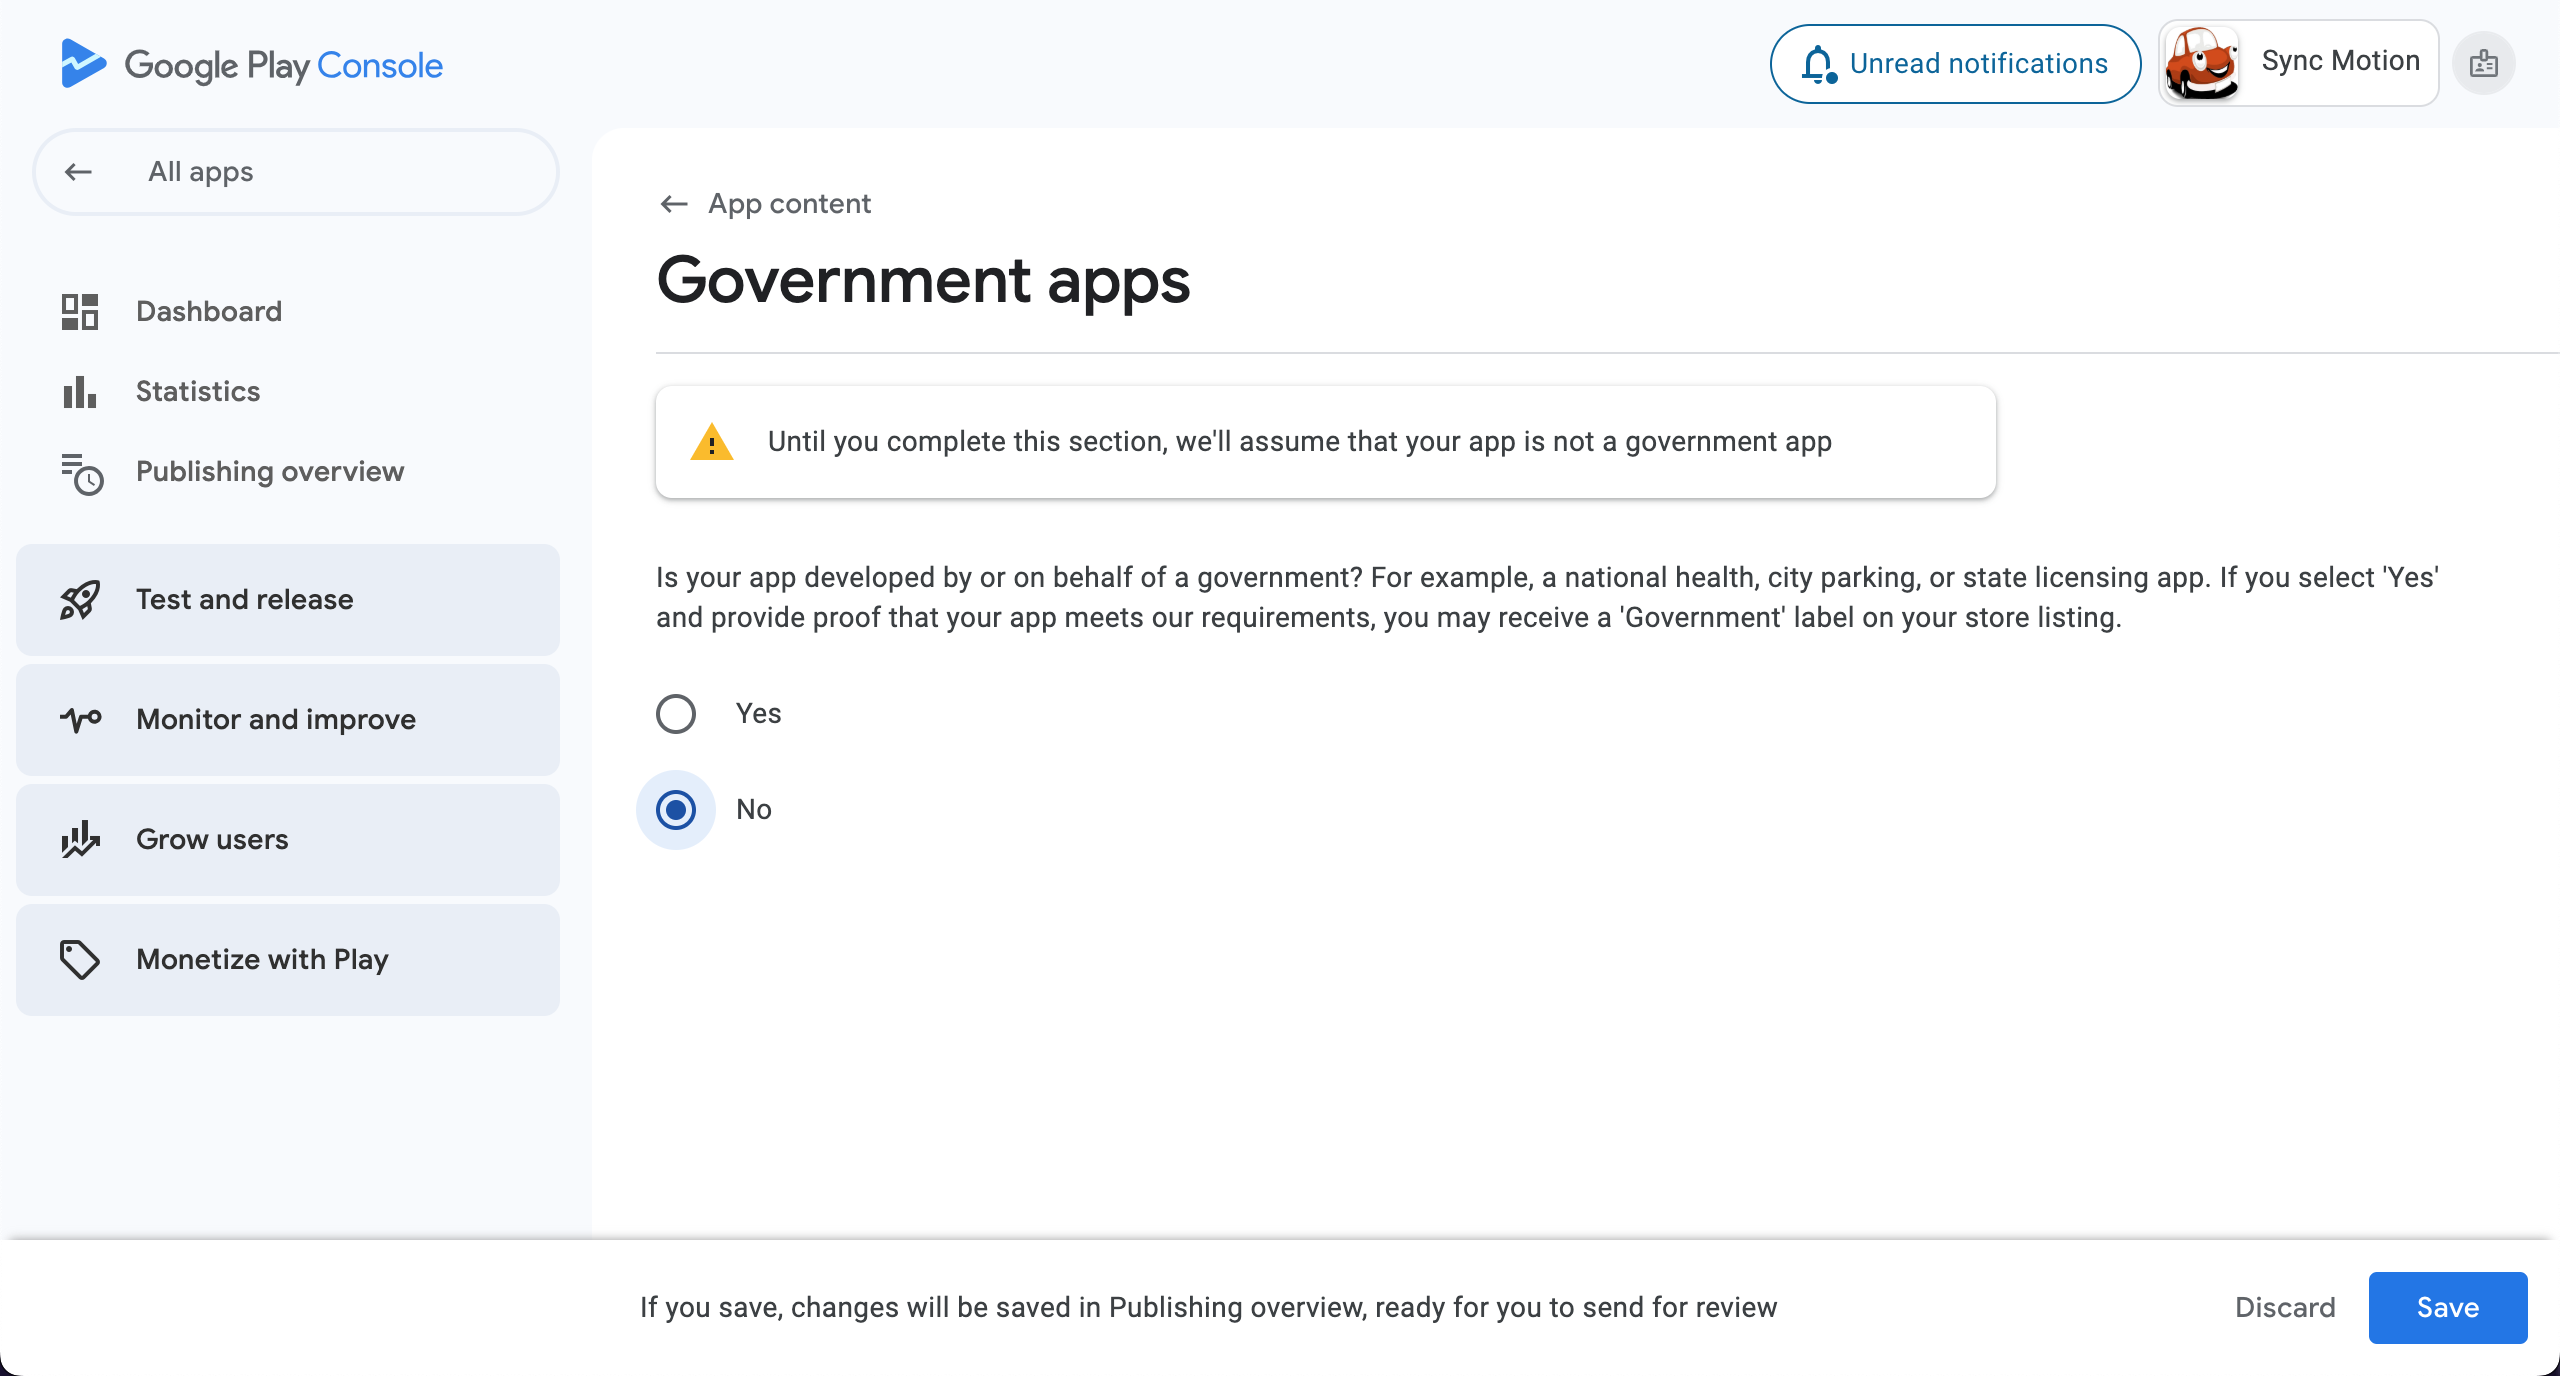 Google Play Console
Unread notifications
Sync Motion
All apps
Dashboard
Statistics
Publishing overview
Test and release
Monitor and improve
Grow users
Monetize with Play
App content
Government apps
Until you complete this section, we'll assume that your app is not a government app
Is your app developed by or on behalf of a government? For example, a national health, city parking, or state licensing app. If you select 'Yes'
and provide proof that your app meets our requirements, you may receive a 'Government' label on your store listing.
Yes
No
If you save, changes will be saved in Publishing overview, ready for you to send for review
Discard
Save